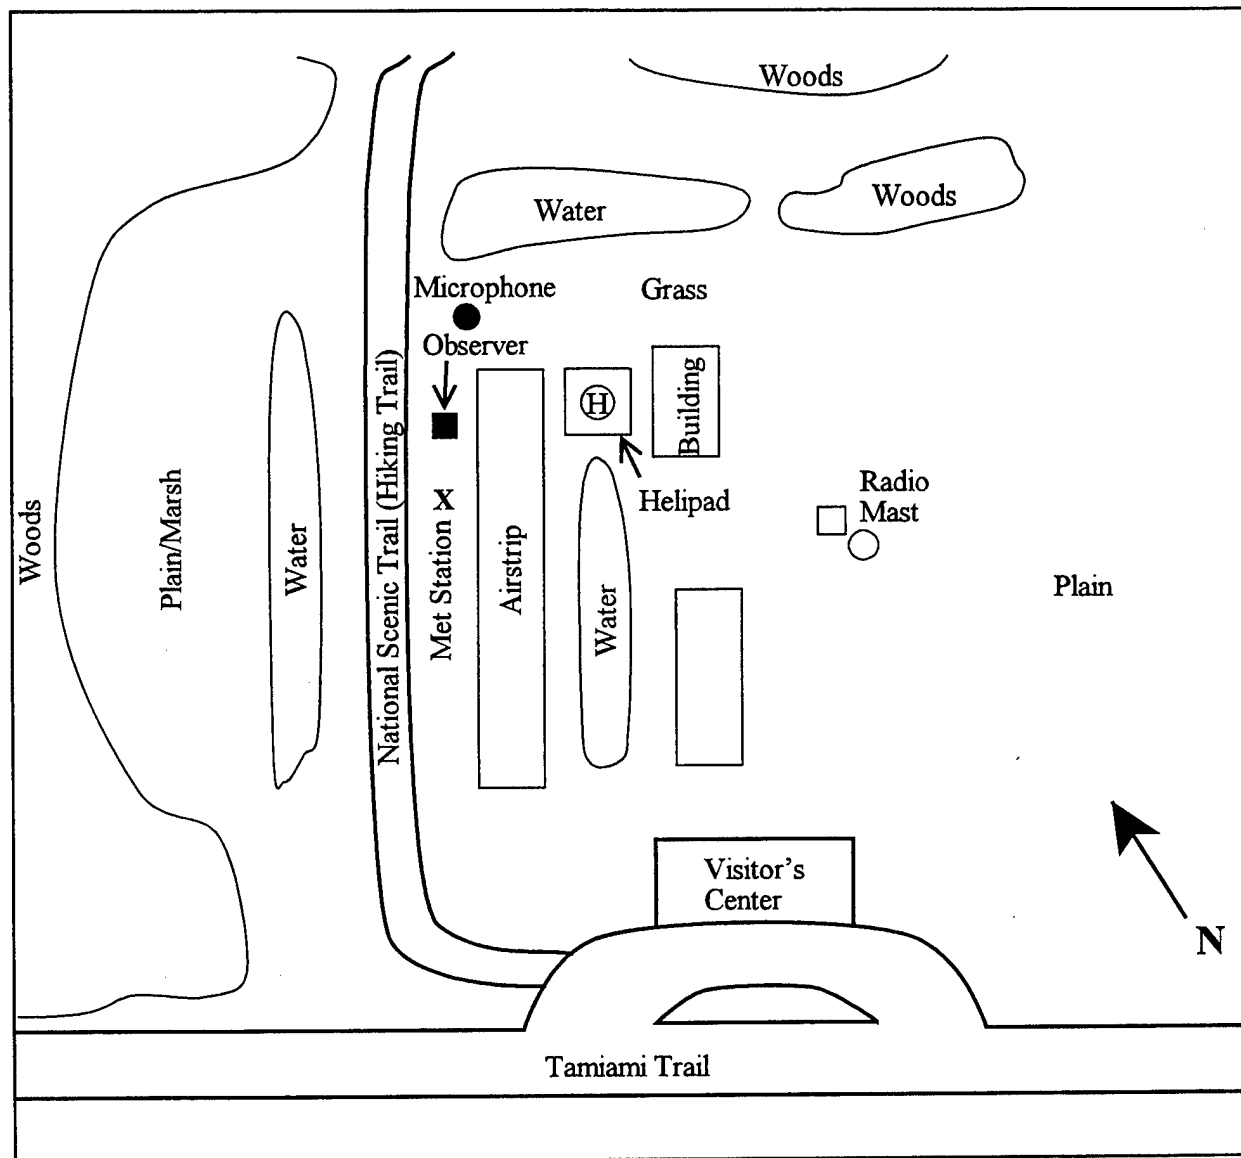 Woods
Woods
Water
Microphone
Grass
Observer
H
Building
National Scenic Trail (Hiking Trail)
Radio
Mast
Helipad
X
Met Station
Airstrip
Woods
Plain/Marsh
Water
Water
Plain
Visitor's
Center
N
Tamiami Trail